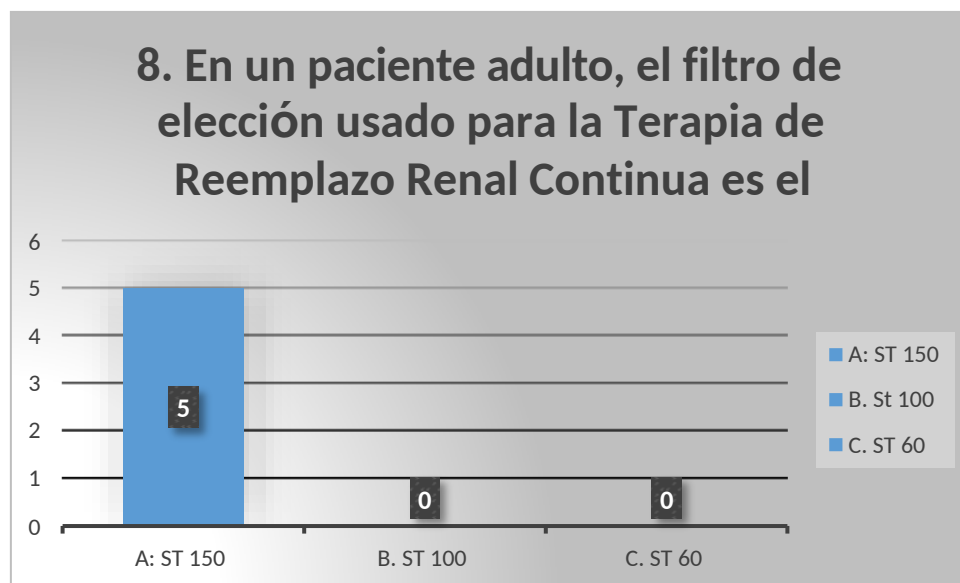 8. En un paciente adulto, el filtro de
elección usado para la Terapia de
Reemplazo Renal Continua es el
6
5
4
3
2
1
0
5
0
0
A: ST 150
B. ST 100
C. ST 60
A: ST 150
B. St 100
C. ST 60